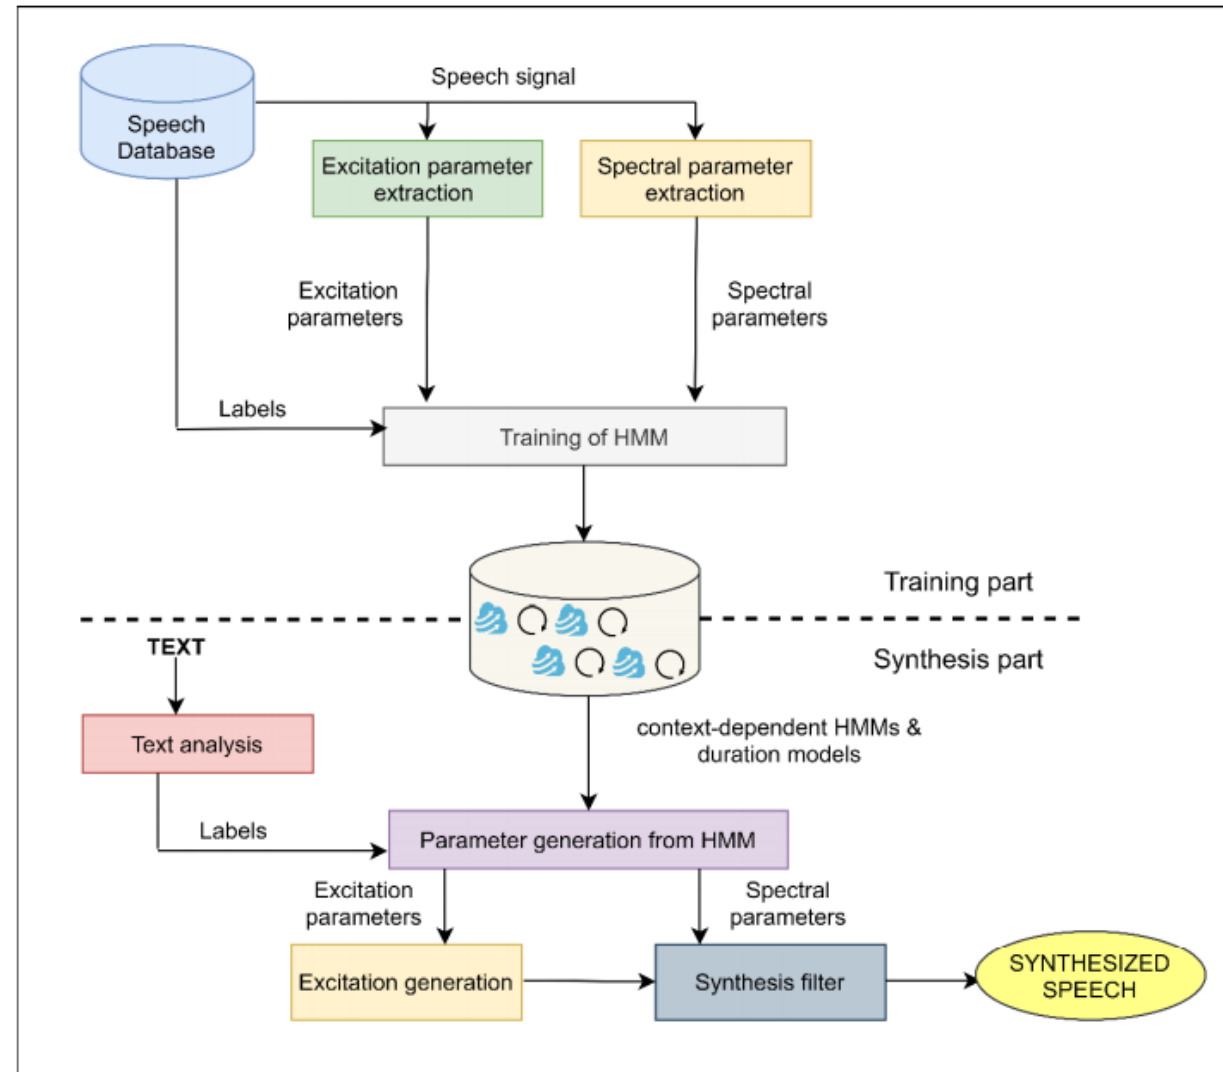 Speech signal
Speech
Database
Excitation parameter
extraction
Spectral parameter
extraction
Excitation
parameters
Spectral
parameters
Labels
Training of HMM
Training part
TEXT
Synthesis part
Text analysis
context-dependent HMMs &
duration models
Labels
Parameter generation from HMM
Excitation
parameters
Spectral
parameters
Excitation generation
Synthesis filter
SYNTHESIZED
SPEECH